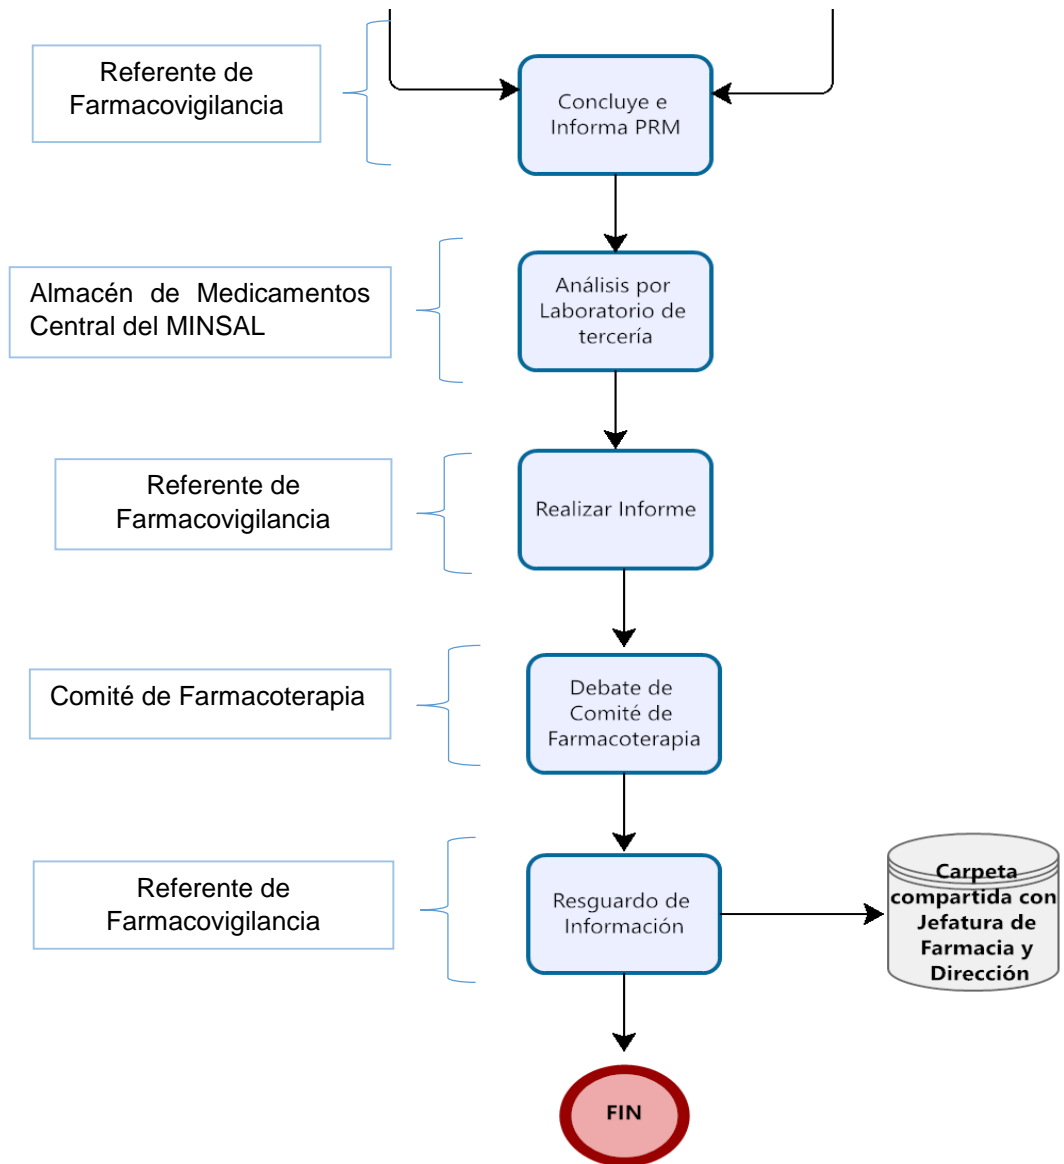 Referente de
Farmacovigilancia
Concluye e
Informa PRM
Almacén de Medicamentos
Central del MINSAL
Análisis por
Laboratorio de
tercería
Referente de
Farmacovigilancia
Realizar Informe
Comité de Farmacoterapia
Debate de
Comité de
Farmacoterapia
Referente de
Farmacovigilancia
Resguardo de
Información
Carpeta
compartida con
Jefatura de
Farmacia y
Dirección
FIN